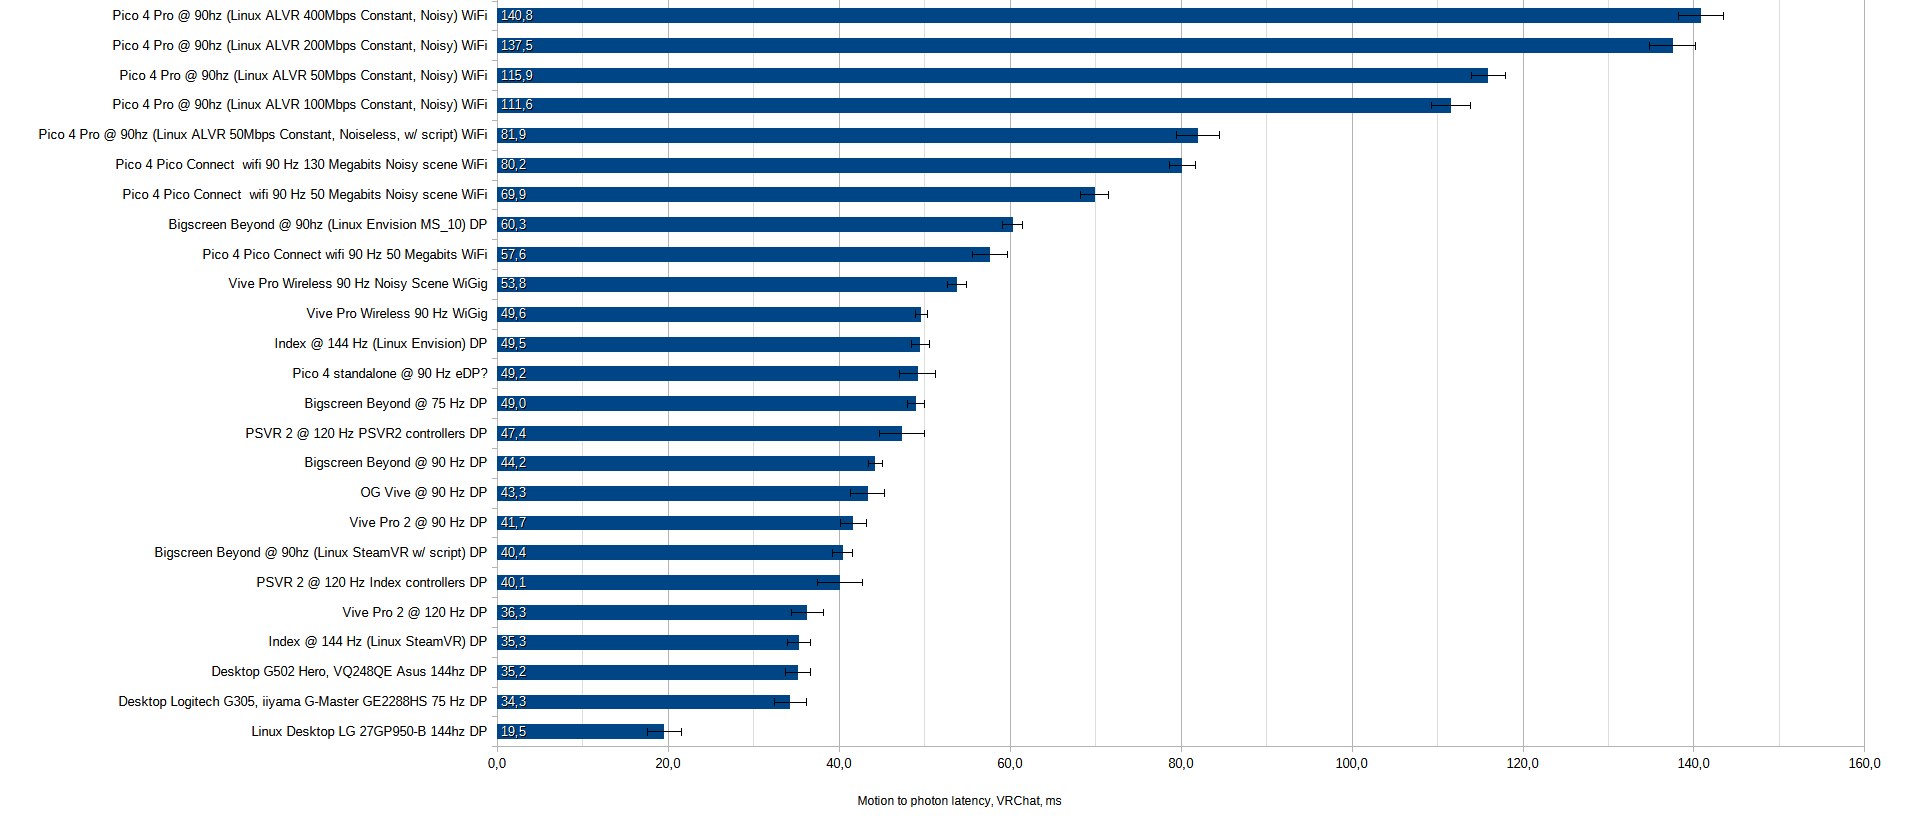 Pico 4 Pro @ 90hz (Linux ALVR 400Mbps Constant, Noisy) WiFi 140,8
Pico 4 Pro @ 90hz (Linux ALVR 200Mbps Constant, Noisy) WiFi 137,5
Pico 4 Pro @ 90hz (Linux ALVR 50Mbps Constant, Noisy) WiFi 115,9
Pico 4 Pro @ 90hz (Linux ALVR 100Mbps Constant, Noisy) WiFi 111,6
Pico 4 Pro @ 90hz (Linux ALVR 50Mbps Constant, Noiseless, w/ script) WiFi 81,9
Pico 4 Pico Connect  wifi 90 Hz 130 Megabits Noisy scene WiFi 80,2
Pico 4 Pico Connect  wifi 90 Hz 50 Megabits Noisy scene WiFi 69,9
Bigscreen Beyond @ 90hz (Linux Envision MS_10) DP 60,3
Pico 4 Pico Connect wifi 90 Hz 50 Megabits WiFi 57,6
Vive Pro Wireless 90 Hz Noisy Scene WiGig 53,8
Vive Pro Wireless 90 Hz WiGig 49,6
Index @ 144 Hz (Linux Envision) DP 49,5
Pico 4 standalone @ 90 Hz eDP? 49,2
Bigscreen Beyond @ 75 Hz DP 49,0
PSVR 2 @ 120 Hz PSVR2 controllers DP 47,4
Bigscreen Beyond @ 90 Hz DP 44,2
OG Vive @ 90 Hz DP 43,3
Vive Pro 2 @ 90 Hz DP 41,7
Bigscreen Beyond @ 90hz (Linux SteamVR w/ script) DP 40,4
PSVR 2 @ 120 Hz Index controllers DP 40,1
Vive Pro 2 @ 120 Hz DP 36,3
Index @ 144 Hz (Linux SteamVR) DP 35,3
Desktop G502 Hero, VQ248QE Asus 144hz DP 35,2
Desktop Logitech G305, iiyama G-Master GE2288HS 75 Hz DP 34,3
Linux Desktop LG 27GP950-B 144hz DP 19,5
0,0 20,0 40,0 60,0 80,0 100,0 120,0 140,0 160,0
Motion to photon latency, VRChat, ms